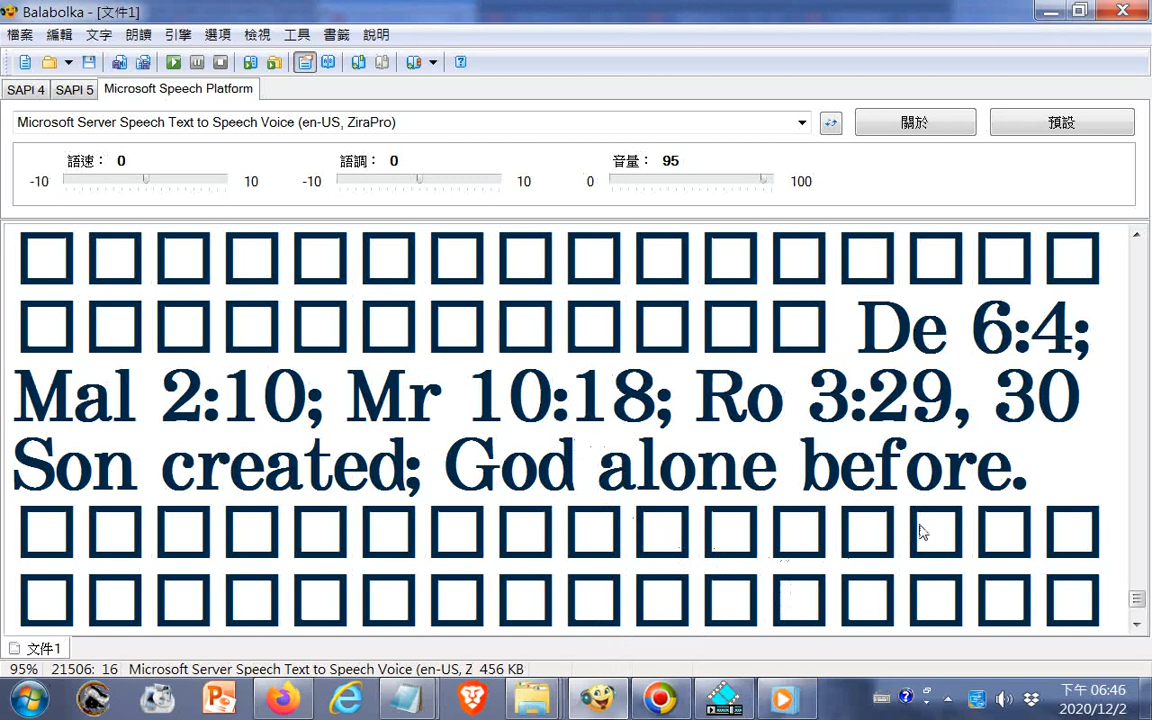 Balabolka - [文件1]
檔案 編輯 文字 朗讀 引擎 選項 檢視 工具 書籤 說明
SAPI 4 SAPI 5 Microsoft Speech Platform
Microsoft Server Speech Text to Speech Voice (en-US, ZiraPro) 關於 預設
語速： 0 語調： 0 音量： 95
-10 10 -10 10 0 100
□□□□□□□□□□□□□□□□
□□□□□□□□□□□□ De 6:4;
Mal 2:10; Mr 10:18; Ro 3:29, 30
Son created; God alone before.
□□□□□□□□□□□□□□□□
□□□□□□□□□□□□□□□□
文件1
95% 21506: 16 Microsoft Server Speech Text to Speech Voice (en-US, Z 456 KB
下午 06:46
2020/12/2